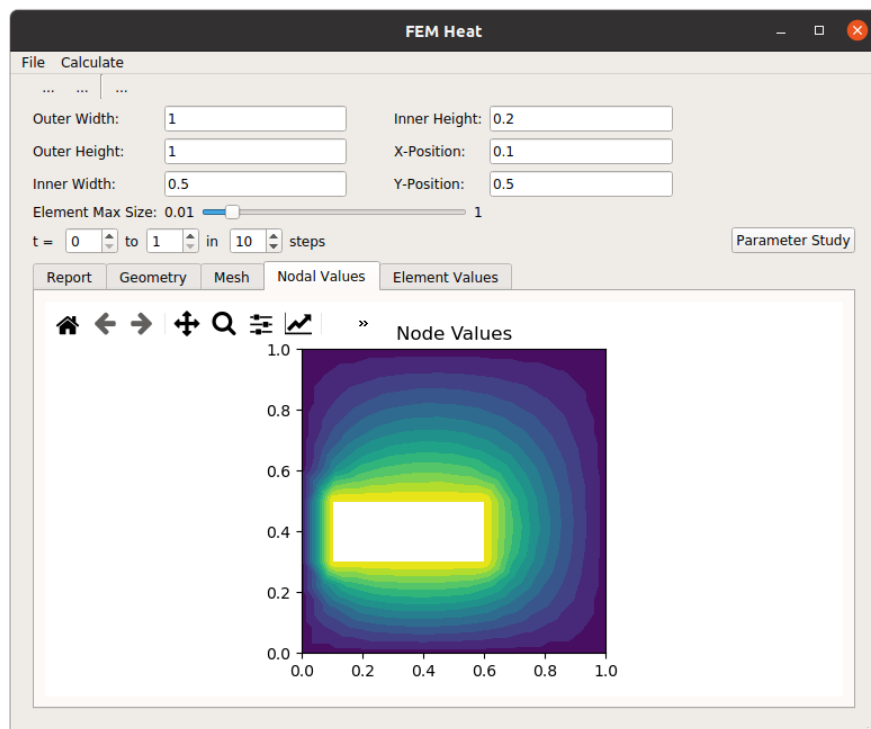 FEM Heat
File Calculate
... ... ...
Outer Width: 1 Inner Height: 0.2
Outer Height: 1 X-Position: 0.1
Inner Width: 0.5 Y-Position: 0.5
Element Max Size: 0.01 1
t = 0 to 1 in 10 steps Parameter Study
Report Geometry Mesh Nodal Values Element Values
»
Node Values
1.0
0.8
0.6
0.4
0.2
0.0
0.0 0.2 0.4 0.6 0.8 1.0